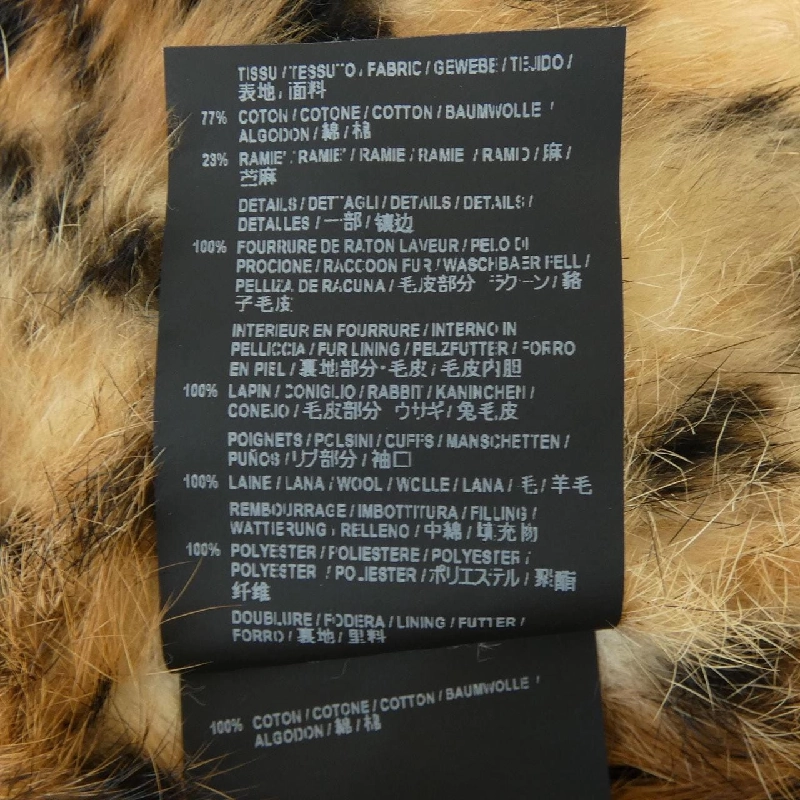 TISSU / TESSUTO / FABRIC / GEWEBE / TEJIDO /
表地 / 面料
77% COTON / COTONE / COTTON / BAUMWOLLE /
ALGODON / 綿 / 棉
23% RAMIE / RAMIE / RAMIE / RAMIE / RAMIO / 麻 /
苎麻
DETAILS / DETTAGLI / DETAILS / DETAILS /
DETALLES / 一部 / 镶边
100% FOURRURE DE RATON LAVEUR / PELO DI
PROCIONE / RACCOON FUR / WASCHBAER FELL /
PELLIZA DE RACUNA / 毛皮部分 ラクーン / 貉
子毛皮
INTERIEUR EN FOURRURE / INTERNO IN
PELLICCIA / FUR LINING / PELZFUTTER / FORRO
EN PIEL / 裏地部分・毛皮 / 毛皮内胆
100% LAPIN / CONIGLIO / RABBIT / KANINCHEN /
CONEJO / 毛皮部分 ウサギ / 兔毛皮
POIGNETS / POLSINI / CUFFS / MANSCHETTEN /
PUÑOS / リブ部分 / 袖口
100% LAINE / LANA / WOOL / WOLLE / LANA / 毛 / 羊毛
REMBOURRAGE / IMBOTTITURA / FILLING /
WATTIERUNG / RELLENO / 中綿 / 填充物
100% POLYESTER / POLIESTERE / POLYESTER /
POLYESTER / POLIESTER / ポリエステル / 聚酯
纤维
DOUBLURE / FODERA / LINING / FUTTER /
FORRO / 裏地 / 里料
100% COTON / COTONE / COTTON / BAUMWOLLE /
ALGODON / 綿 / 棉